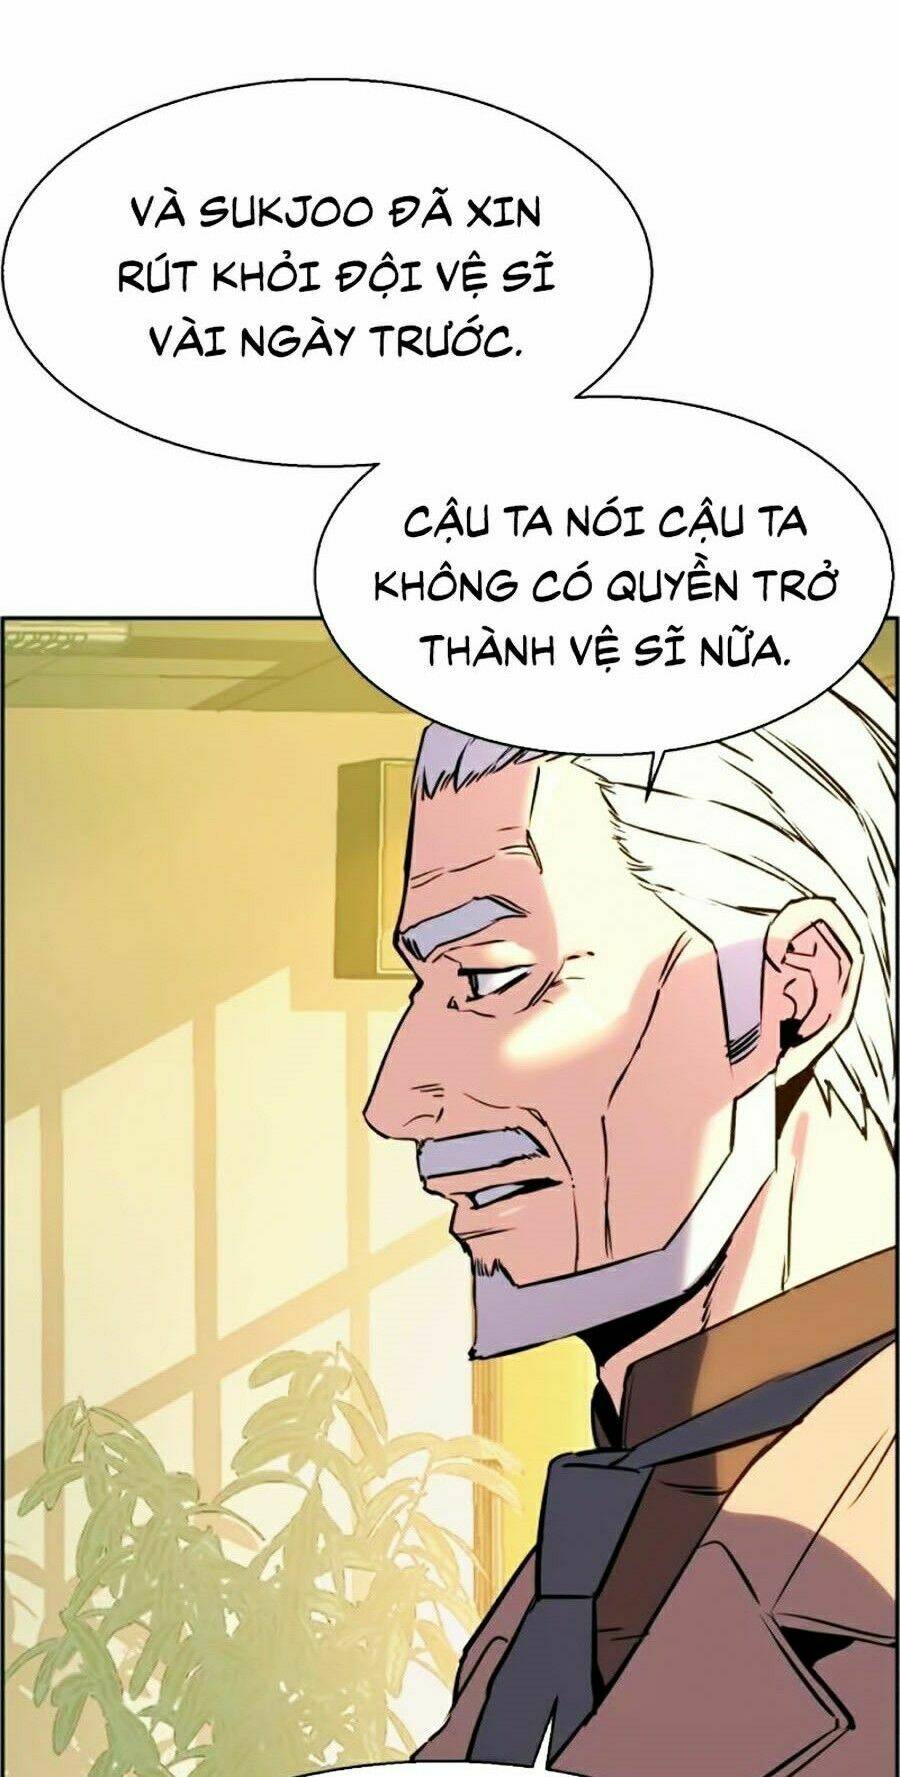 VÀ SUKJOO ĐÃ XIN
RÚT KHỎI ĐỘI VỆ SĨ
VÀI NGÀY TRƯỚC.
CẬU TA NÓI CẬU TA
KHÔNG CÓ QUYỀN TRỞ
THÀNH VỆ SĨ NỮA.